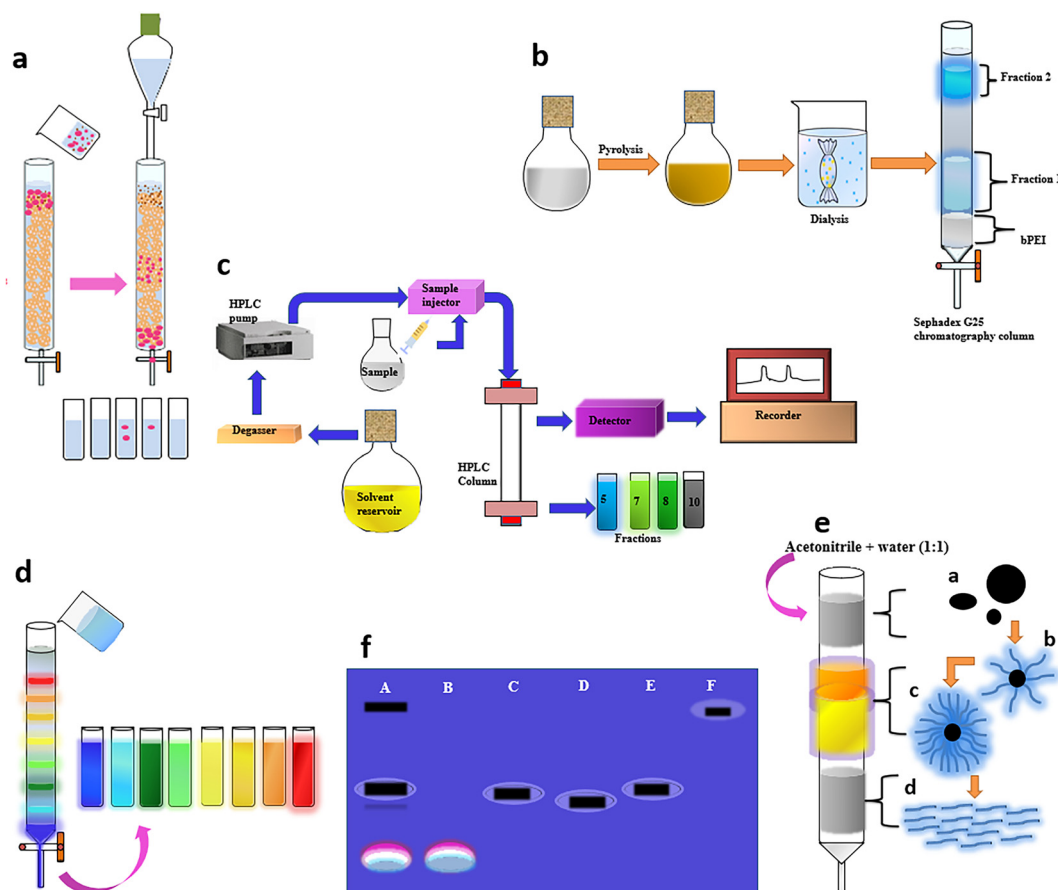 a
b
Pyrolysis
Dialysis
Fraction 2
Fraction
bPEI
Sephadex G25
chromatography column
c
HPLC
pump
Sample
injector
Sample
Degasser
Solvent
reservoir
HPLC
Column
Detector
Recorder
5 7 8 10
Fractions
d
e
Acetonitrile + water (1:1)
a
b
c
d
f
A B C D E F